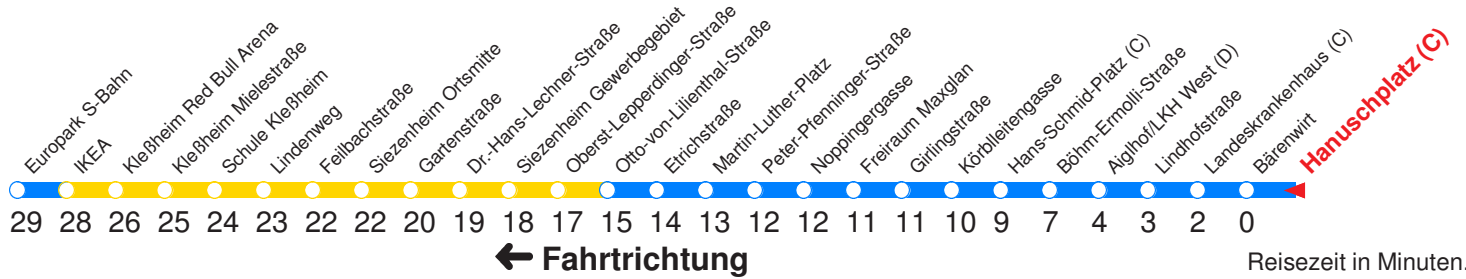 Europark S-Bahn
IKEA
Kleßheim Red Bull Arena
Kleßheim Mielestraße
Schule Kleßheim
Lindenweg
Fellbachstraße
Siezenheim Ortsmitte
Gartenstraße
Dr.-Hans-Lechner-Straße
Siezenheim Gewerbegebiet
Oberst-Lepperdinger-Straße
Otto-von-Lilienthal-Straße
Etrichstraße
Martin-Luther-Platz
Peter-Pfenninger-Straße
Noppingergasse
Freiraum Maxglan
Girlingstraße
Körblleitengasse
Hans-Schmid-Platz (C)
Böhm-Ermolli-Straße
Aiglhof/LKH West (D)
Lindhofstraße
Landeskrankenhaus (C)
Bärenwirt
Hanuschplatz (C)
29 28 26 25 24 23 22 22 20 19 18 17 15 14 13 12 12 11 11 10 9 7 4 3 2 0
← Fahrtrichtung
Reisezeit in Minuten.